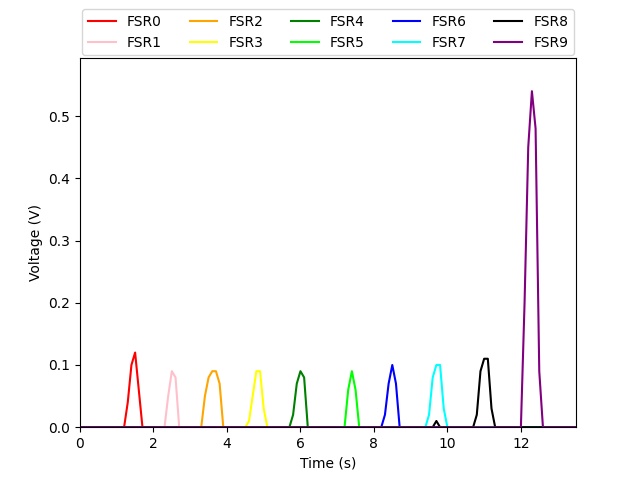 FSR0 FSR2 FSR4 FSR6 FSR8
FSR1 FSR3 FSR5 FSR7 FSR9
0.5
0.4
0.3
0.2
0.1
0.0
Voltage (V)
0 2 4 6 8 10 12
Time (s)